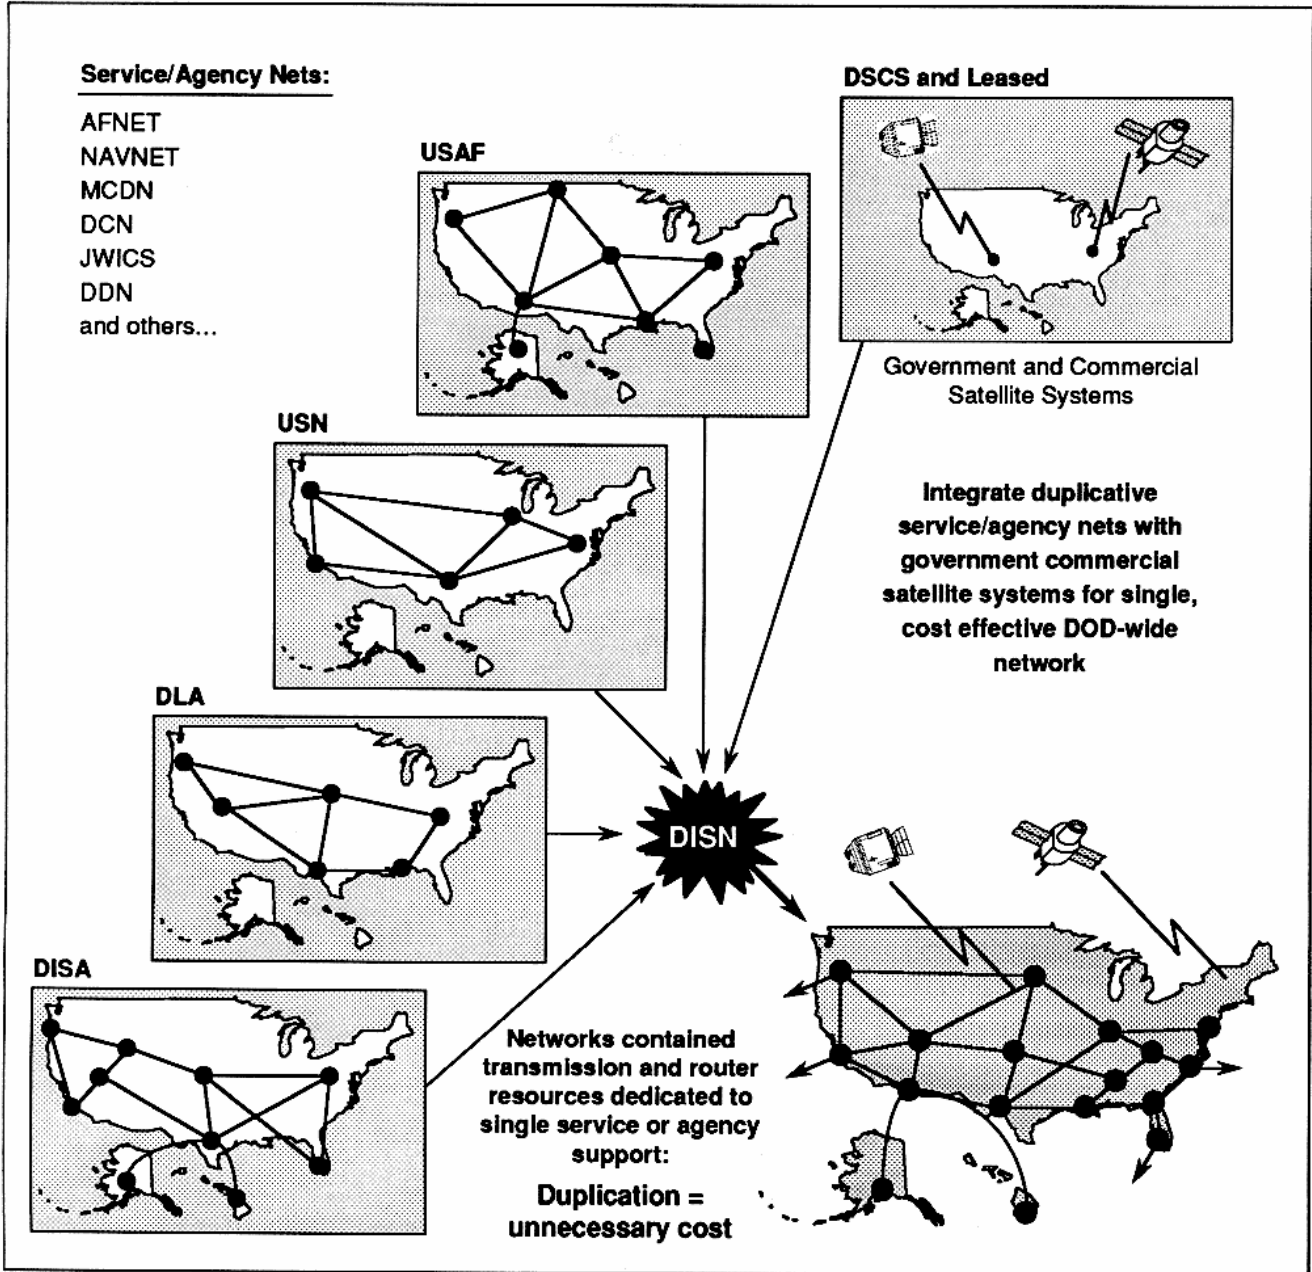 Service/Agency Nets:
AFNET
NAVNET
MCDN
DCN
JWICS
DDN
and others...
USAF
DSCS and Leased
Government and Commercial
Satellite Systems
USN
Integrate duplicative
service/agency nets with
government commercial
satellite systems for single,
cost effective DOD-wide
network
DLA
DISN
DISA
Networks contained
transmission and router
resources dedicated to
single service or agency
support:
Duplication =
unnecessary cost